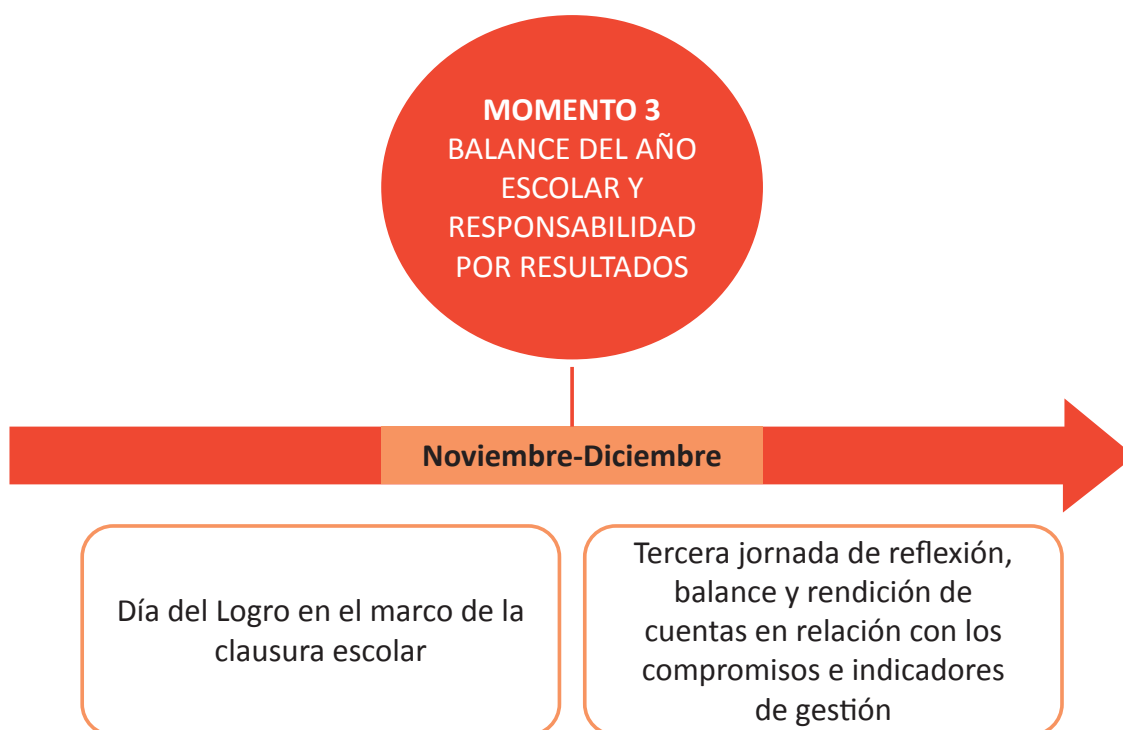 MOMENTO 3
BALANCE DEL AÑO
ESCOLAR Y
RESPONSABILIDAD
POR RESULTADOS
Noviembre-Diciembre
Día del Logro en el marco de la
clausura escolar
Tercera jornada de reflexión,
balance y rendición de
cuentas en relación con los
compromisos e indicadores
de gestión